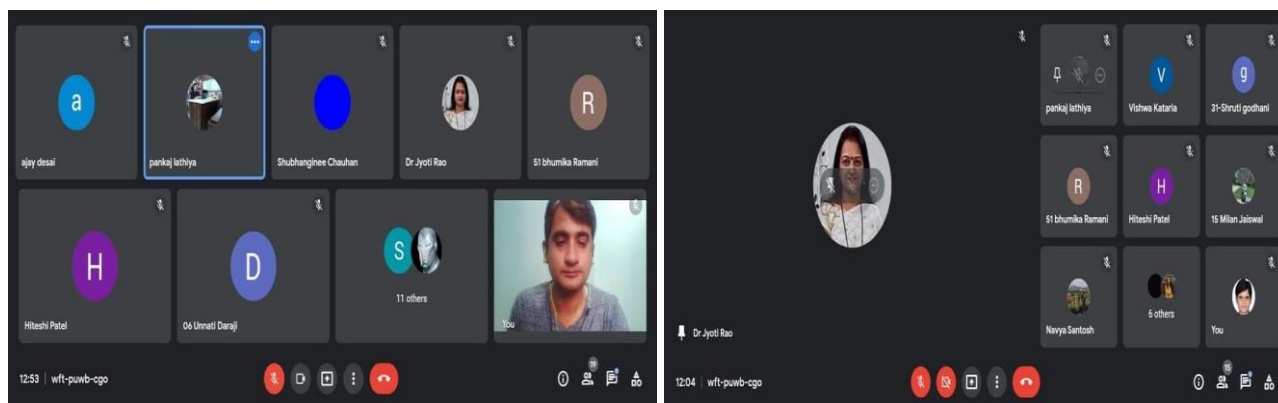 a
ajay desai
pankaj lathiya
Shubhanginee Chauhan
Dr Jyoti Rao
R
51 bhumika Ramani
H
Hiteshi Patel
D
06 Unnati Daraji
S
11 others
You
12:53 | wft-puwb-cgo
19
Dr Jyoti Rao
pankaj lathiya
V
Vishwa Kataria
g
31-Shruti godhani
R
51 bhumika Ramani
H
Hiteshi Patel
15 Milan Jaiswal
Navya Santosh
6 others
You
12:04 | wft-puwb-cgo
15